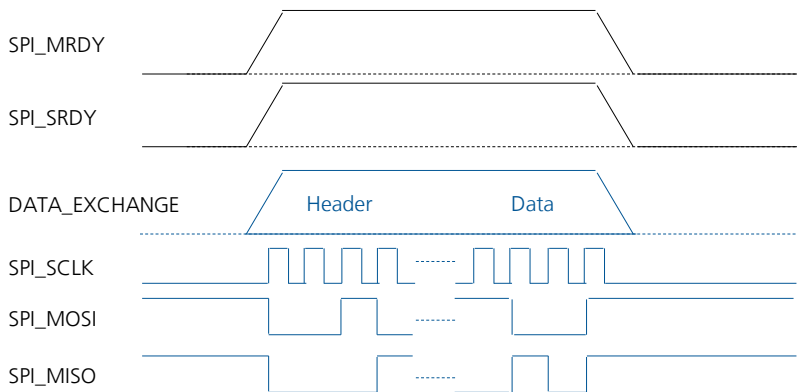 SPI_MRDY
SPI_SRDY
DATA_EXCHANGE Header Data
SPI_SCLK
SPI_MOSI
SPI_MISO